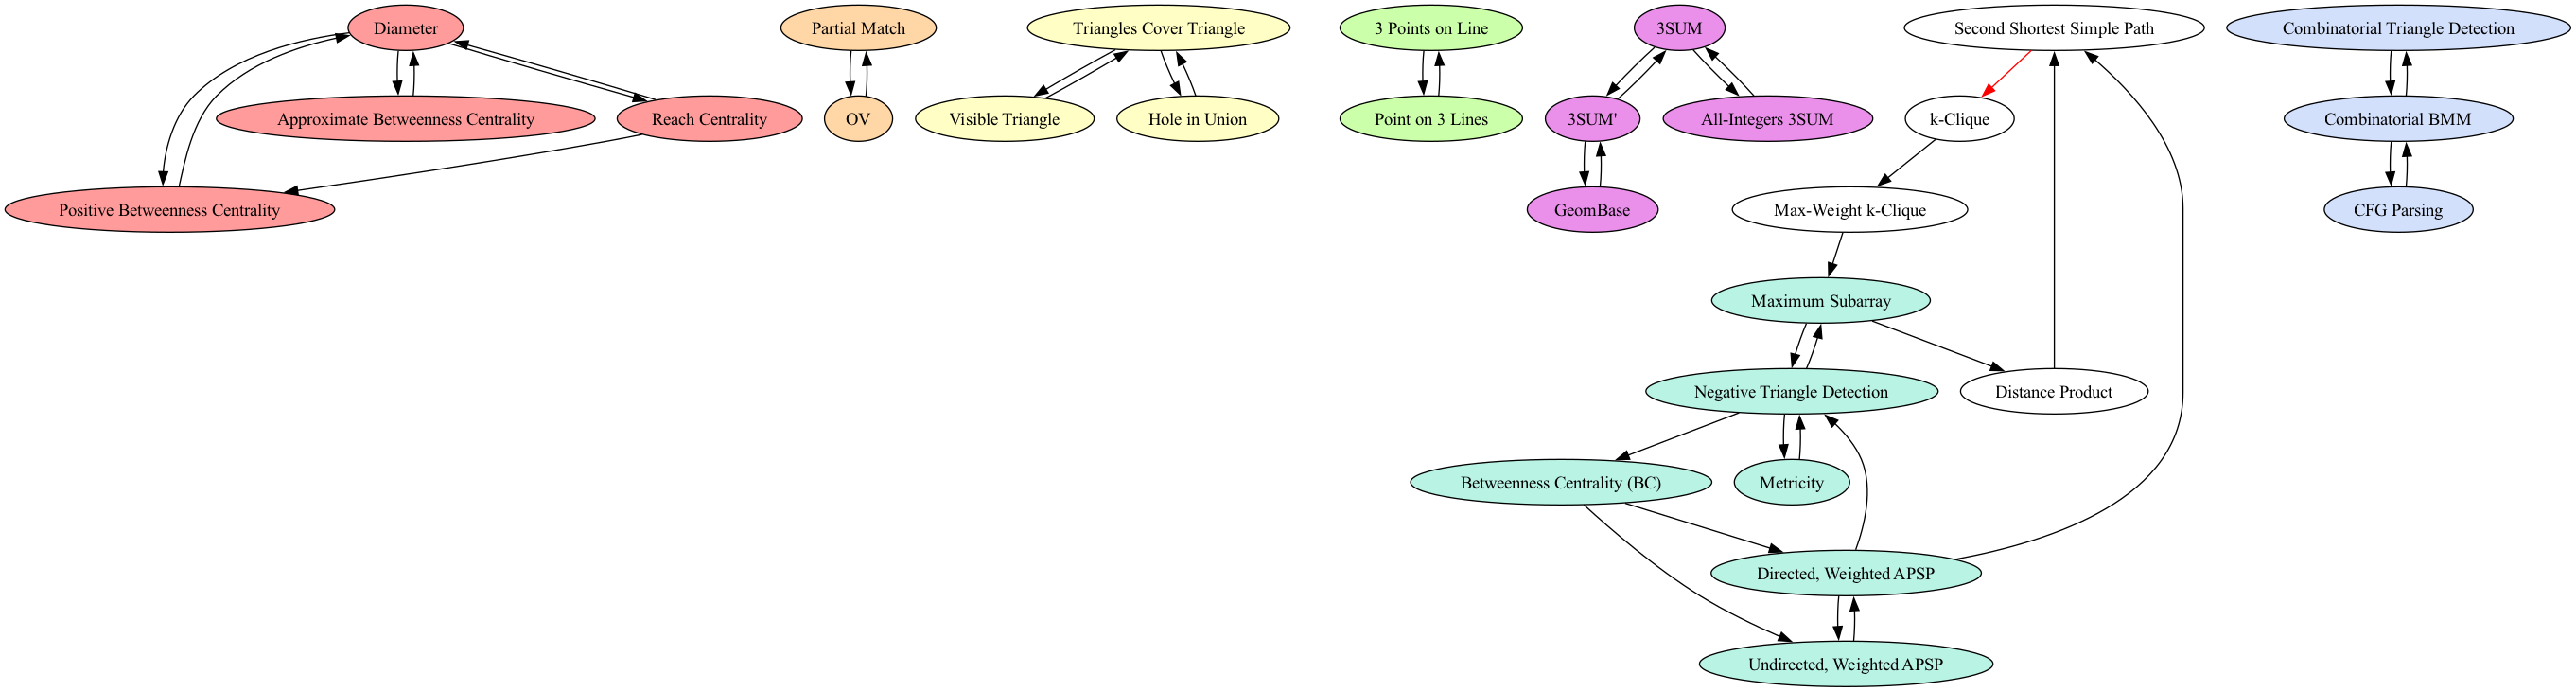 Diameter
Partial Match
Triangles Cover Triangle
3 Points on Line
3SUM
Second Shortest Simple Path
Combinatorial Triangle Detection
Approximate Betweenness Centrality
Reach Centrality
OV
Visible Triangle
Hole in Union
Point on 3 Lines
3SUM'
All-Integers 3SUM
k-Clique
Combinatorial BMM
Positive Betweenness Centrality
GeomBase
Max-Weight k-Clique
CFG Parsing
Maximum Subarray
Negative Triangle Detection
Distance Product
Betweenness Centrality (BC)
Metricity
Directed, Weighted APSP
Undirected, Weighted APSP